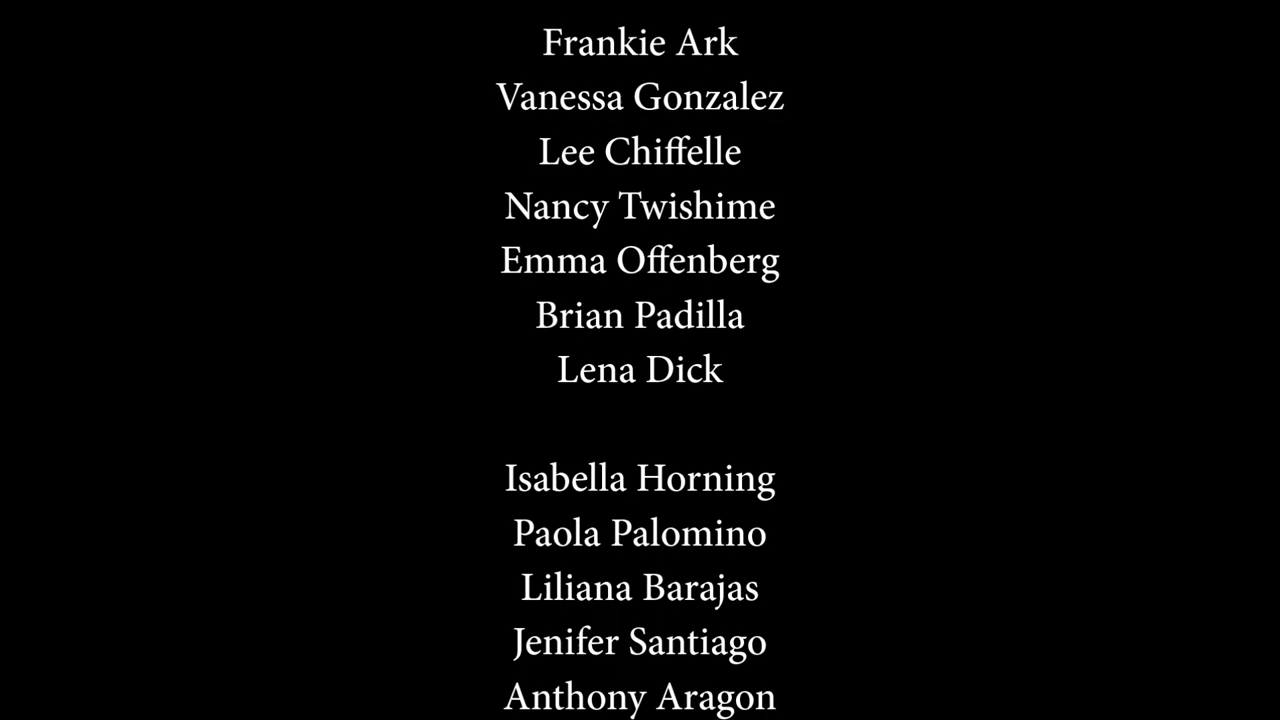 Frankie Ark
Vanessa Gonzalez
Lee Chiffelle
Nancy Twishime
Emma Offenberg
Brian Padilla
Lena Dick
Isabella Horning
Paola Palomino
Liliana Barajas
Jenifer Santiago
Anthony Aragon